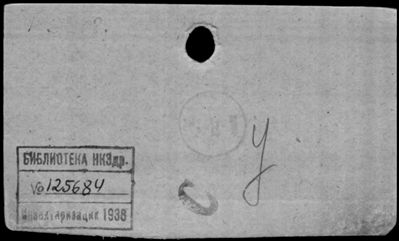 у
БИБЛИОТЕКА НКЗдр.
№ 125684
инвентаризация 1938